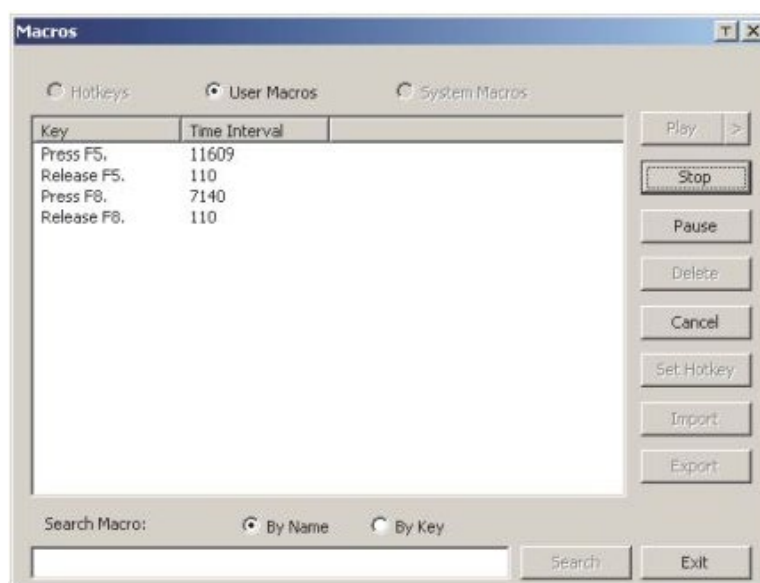 Macros
Hotkeys User Macros System Macros
Key Time Interval
Press F5. 11609
Release F5. 110
Press F8. 7140
Release F8. 110
Play >
Stop
Pause
Delete
Cancel
Set Hotkey
Import
Export
Search Macro: By Name By Key
Search Exit